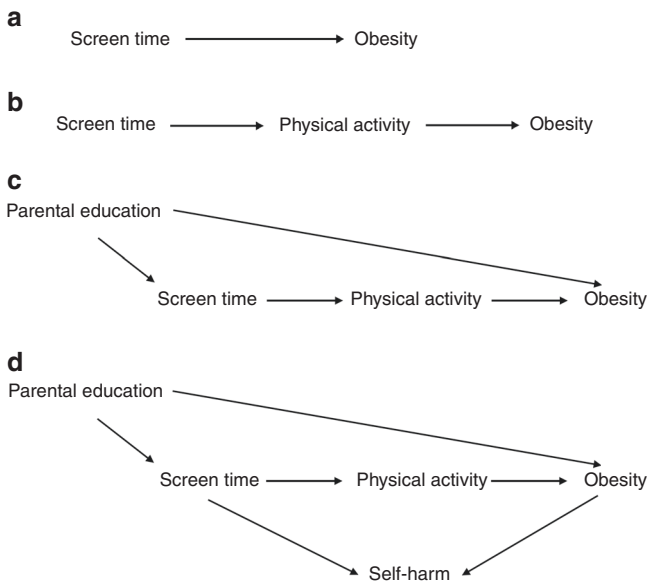 a
Screen time Obesity
b
Screen time Physical activity Obesity
c
Parental education
Screen time Physical activity Obesity
d
Parental education
Screen time Physical activity Obesity
Self-harm